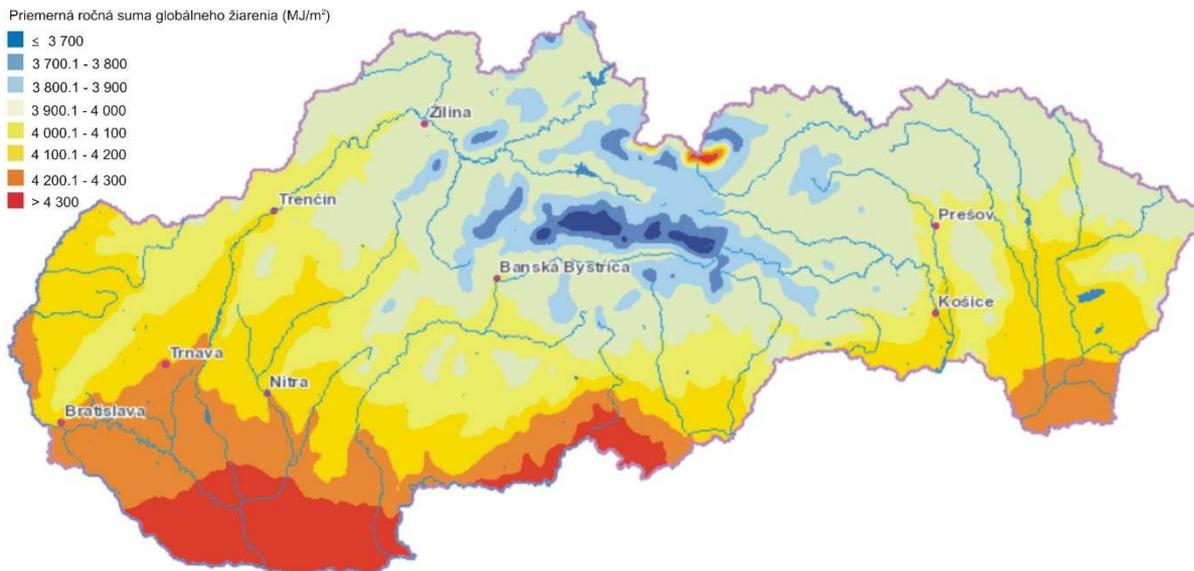 Priemerná ročná suma globálneho žiarenia (MJ/m²)
≤ 3 700
3 700.1 - 3 800
3 800.1 - 3 900
3 900.1 - 4 000
4 000.1 - 4 100
4 100.1 - 4 200
4 200.1 - 4 300
> 4 300
Žilina
Trenčín
Prešov
Banská Bystrica
Košice
Trnava
Nitra
Bratislava